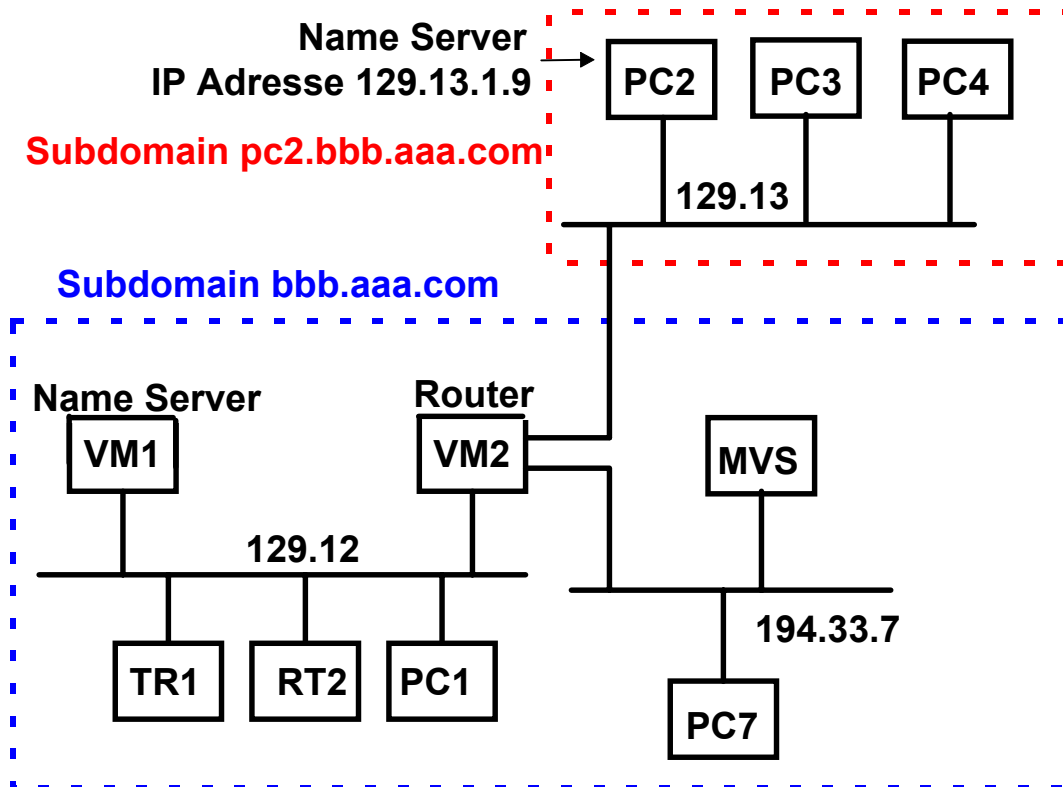 Name Server
IP Adresse 129.13.1.9
PC2
PC3
PC4
Subdomain pc2.bbb.aaa.com
129.13
Subdomain bbb.aaa.com
Name Server
Router
VM1
VM2
MVS
129.12
194.33.7
TR1
RT2
PC1
PC7